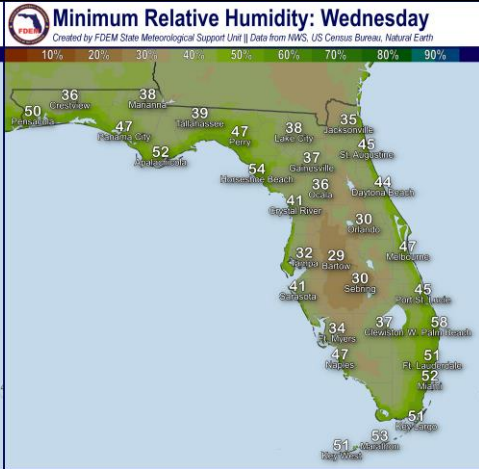 FDEM
Minimum Relative Humidity: Wednesday
Created by FDEM State Meteorological Support Unit || Data from NWS, US Census Bureau, Natural Earth
10% 20% 30% 40% 50% 60% 70% 80% 90%
50
Pensacola
36
Crestview
38
Marianna
47
Panama City
52
Apalachicola
39
Tallahassee
47
Perry
38
Lake City
35
Jacksonville
45
St. Augustine
54
Horseshoe Beach
37
Gainesville
36
Ocala
44
Daytona Beach
41
Crystal River
30
Orlando
32
Tampa
29
Bartow
47
Melbourne
41
Sarasota
30
Sebring
45
Port St. Lucie
34
Ft. Myers
37
Clewiston
58
W. Palm Beach
47
Naples
51
Ft. Lauderdale
52
Miami
51
Key Largo
53
Marathon
51
Key West